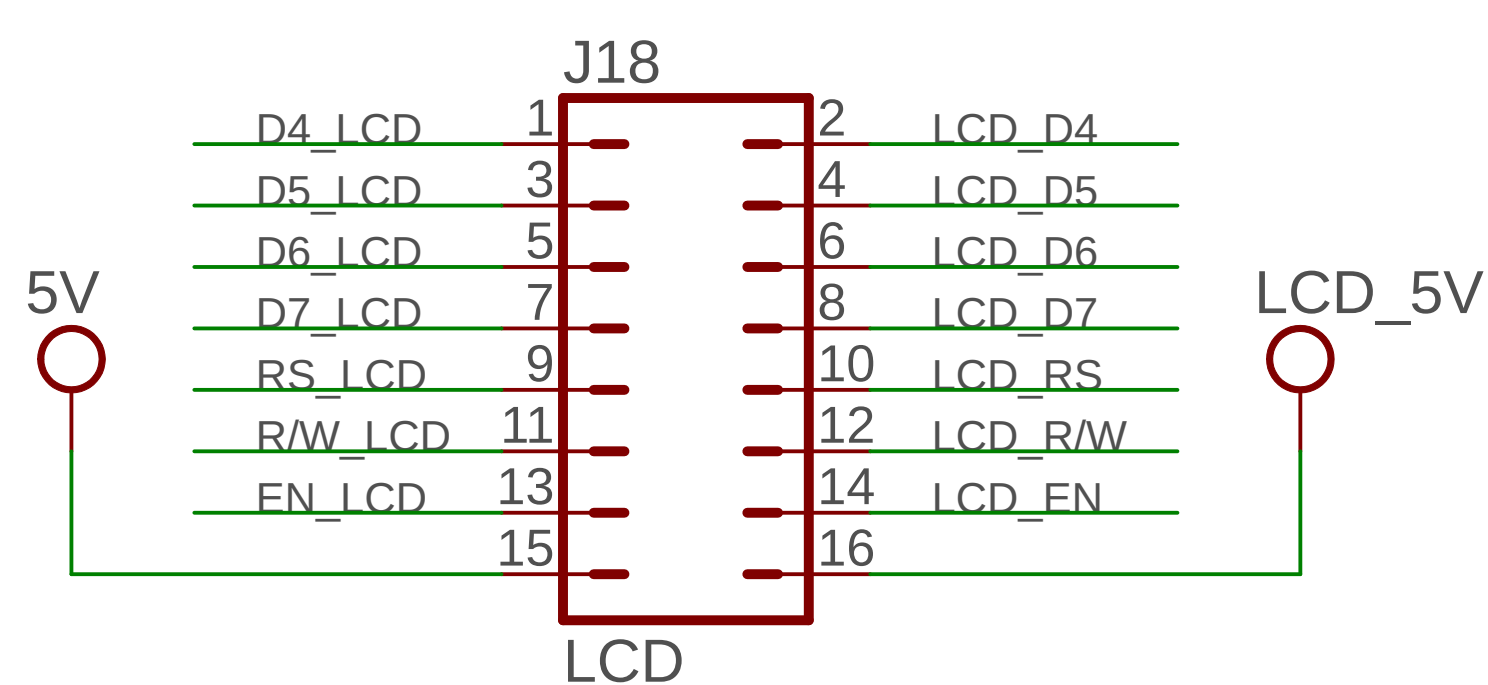 J18
D4_LCD 1 2 LCD_D4
D5_LCD 3 4 LCD_D5
D6_LCD 5 6 LCD_D6
5V LCD_5V
D7_LCD 7 8 LCD_D7
RS_LCD 9 10 LCD_RS
R/W_LCD 11 12 LCD_R/W
EN_LCD 13 14 LCD_EN
15 16
LCD